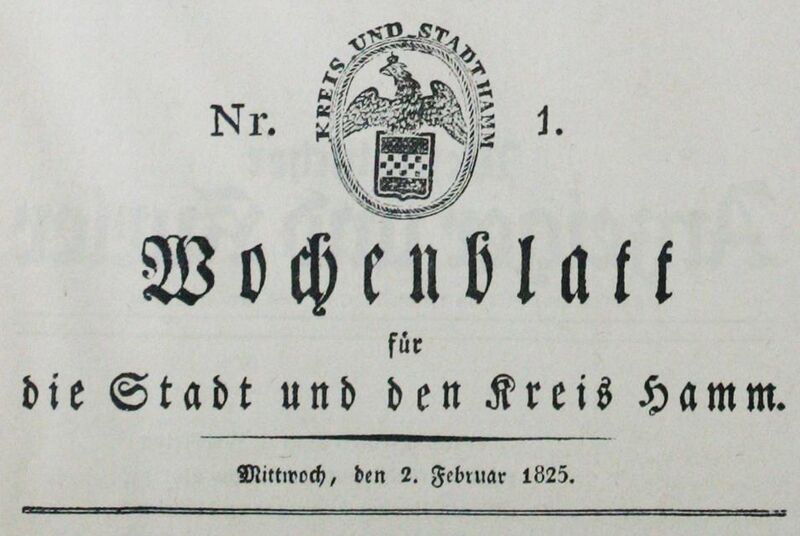 KREIS UND STADT HAMM
Nr. 1.
Wochenblatt
für
die Stadt und den Kreis Hamm.
Mittwoch, den 2. Februar 1825.